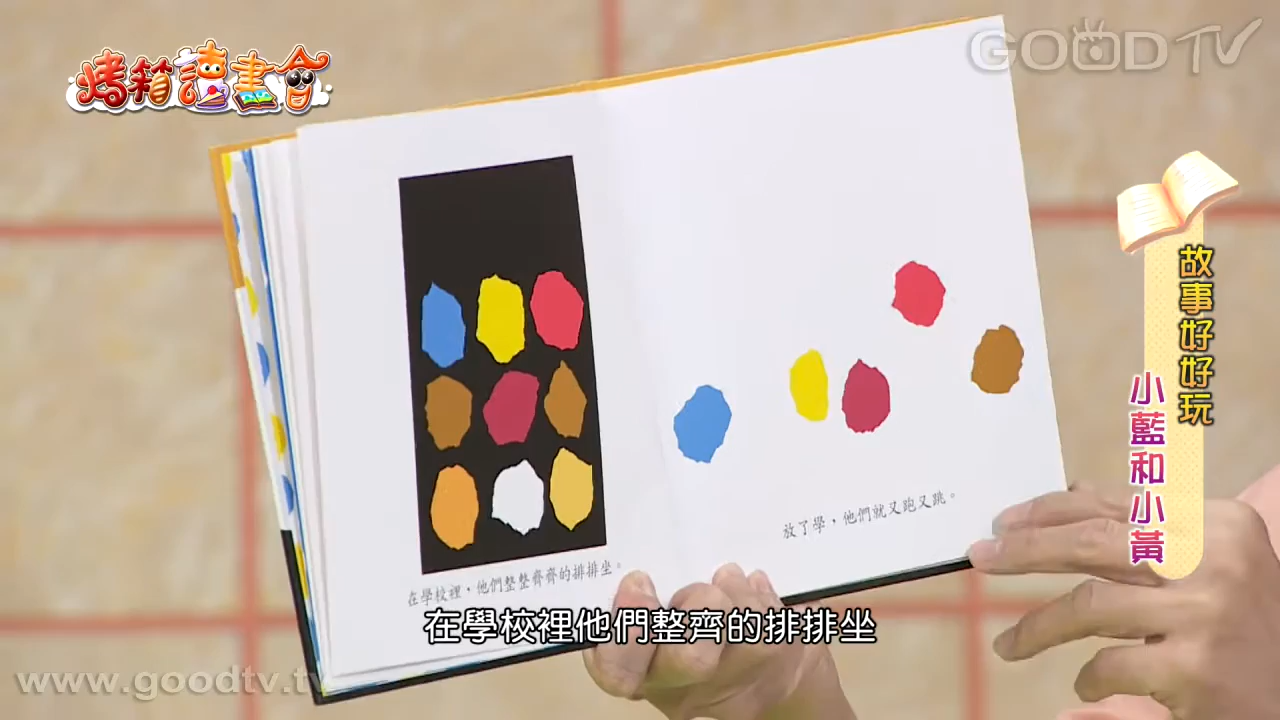 烤箱讀書會
GOOD TV
故事好好玩
小藍和小黃
在學校裡，他們整整齊齊的排排坐。
放了學，他們就又跑又跳。
在學校裡他們整齊的排排坐
www.goodtv.tv